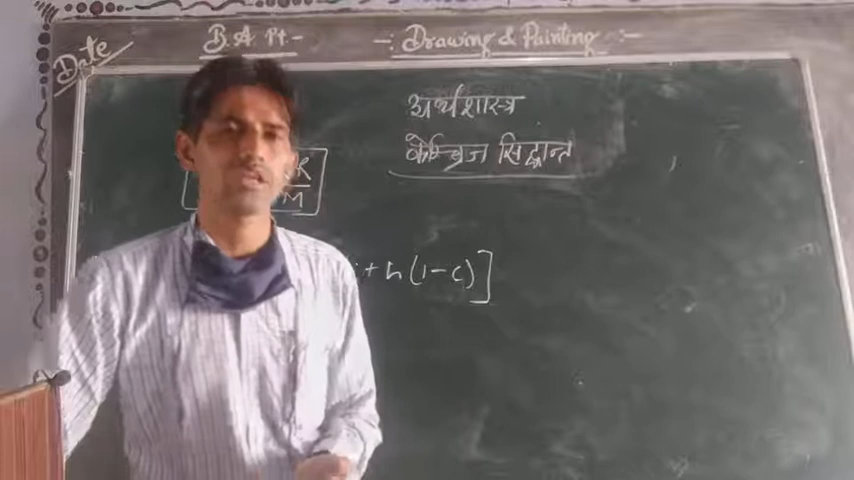 Date
B.A Pt-
- : Drawing & Painting :-
अर्थशास्त्र
केम्ब्रिज सिद्धान्त
+ h (1-c)]
R
M